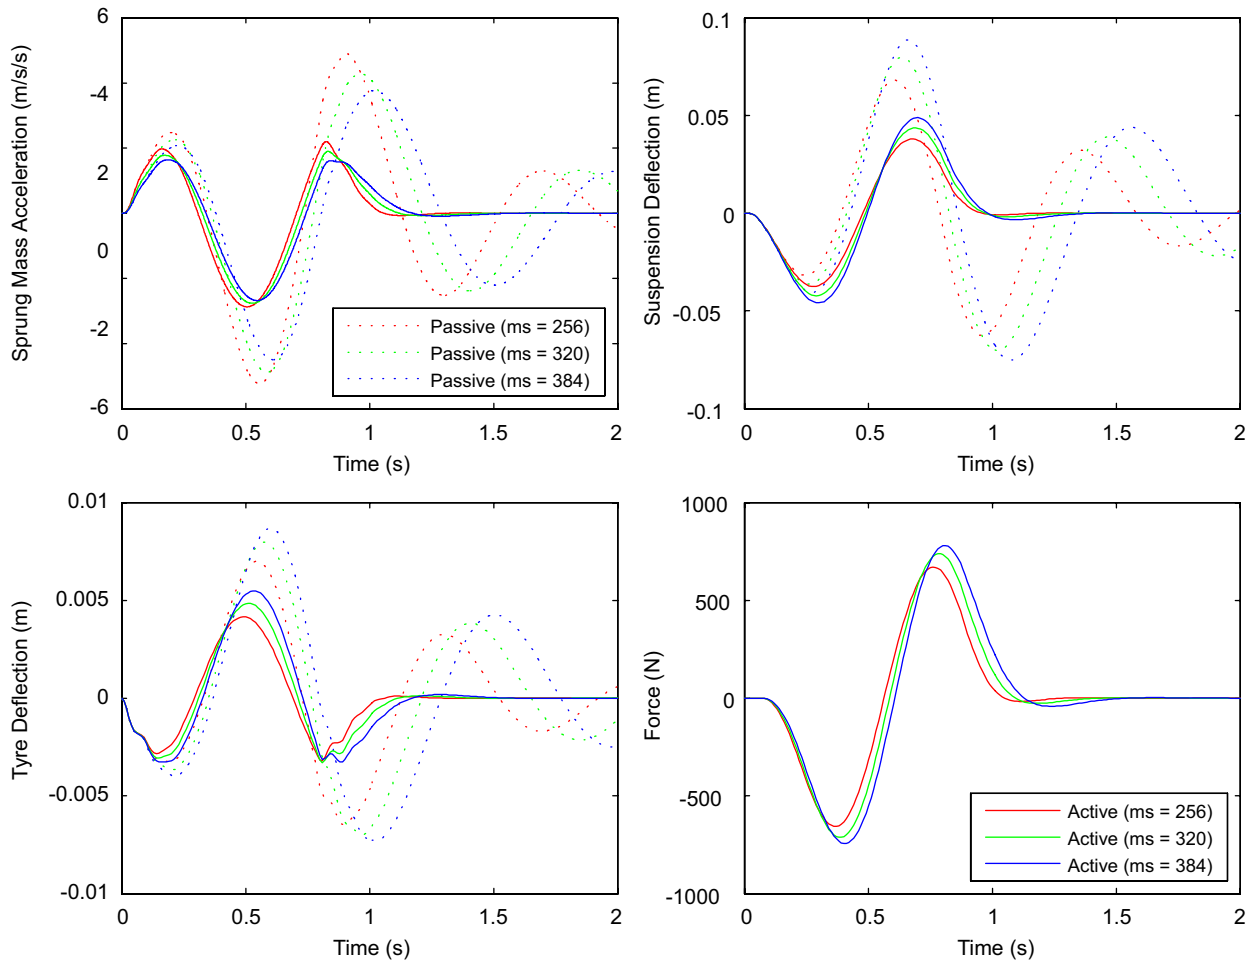 6
-4
2
0
-2
-6
Sprung Mass Acceleration (m/s/s)
Passive (ms = 256)
Passive (ms = 320)
Passive (ms = 384)
0 0.5 1 1.5 2
Time (s)
0.1
0.05
0
-0.05
-0.1
Suspension Deflection (m)
0 0.5 1 1.5 2
Time (s)
0.01
0.005
0
-0.005
-0.01
Tyre Deflection (m)
0 0.5 1 1.5 2
Time (s)
1000
500
0
-500
-1000
Force (N)
Active (ms = 256)
Active (ms = 320)
Active (ms = 384)
0 0.5 1 1.5 2
Time (s)